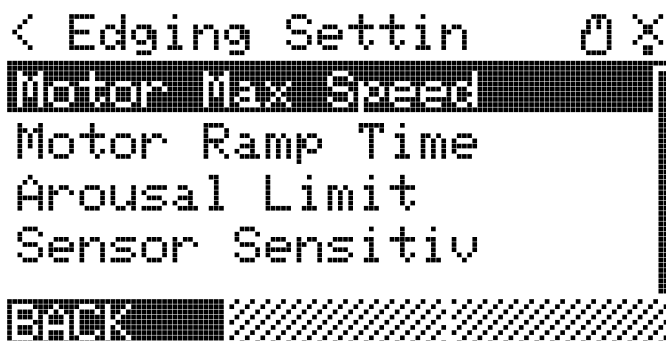 < Edging Settin
Motor Max Speed
Motor Ramp Time
Arousal Limit
Sensor Sensitiv
BACK